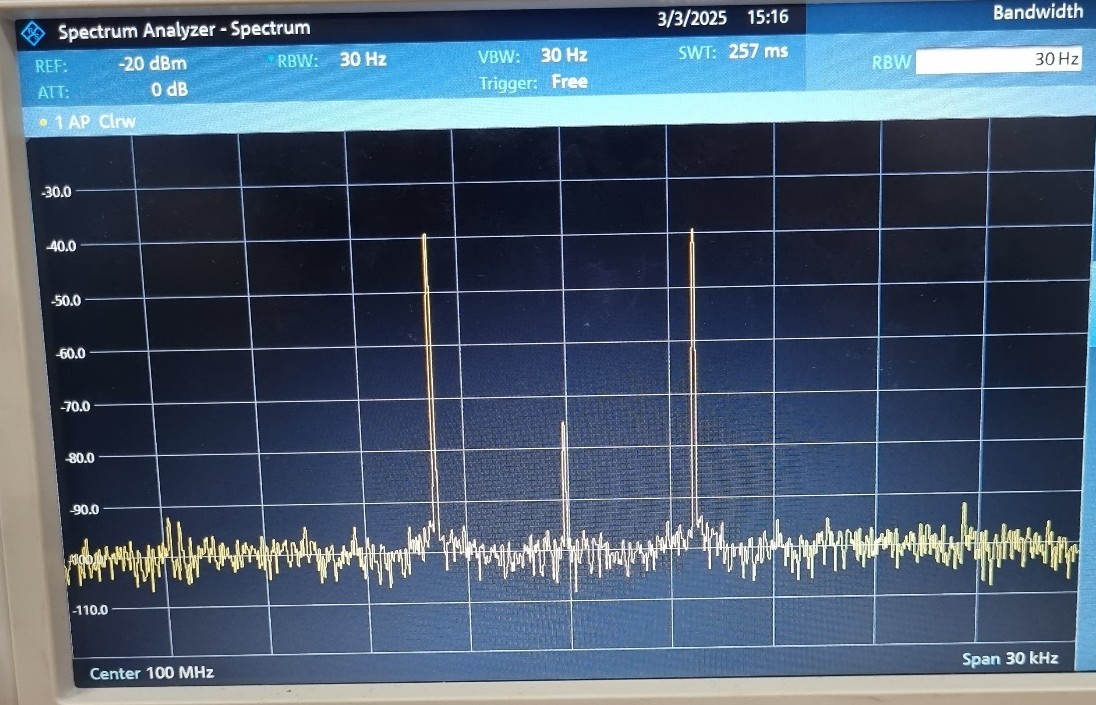 Spectrum Analyzer - Spectrum 3/3/2025 15:16 Bandwidth
REF: -20 dBm RBW: 30 Hz VBW: 30 Hz SWT: 257 ms RBW 30 Hz
ATT: 0 dB Trigger: Free
1 AP Clrw
-30.0
-40.0
-50.0
-60.0
-70.0
-80.0
-90.0
-100.0
-110.0
Center 100 MHz Span 30 kHz